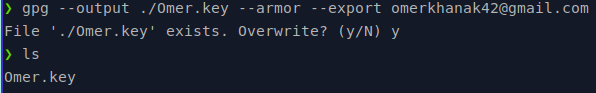 ❯ gpg --output ./Omer.key --armor --export omerkhanak42@gmail.com
File './Omer.key' exists. Overwrite? (y/N) y
❯ ls
Omer.key